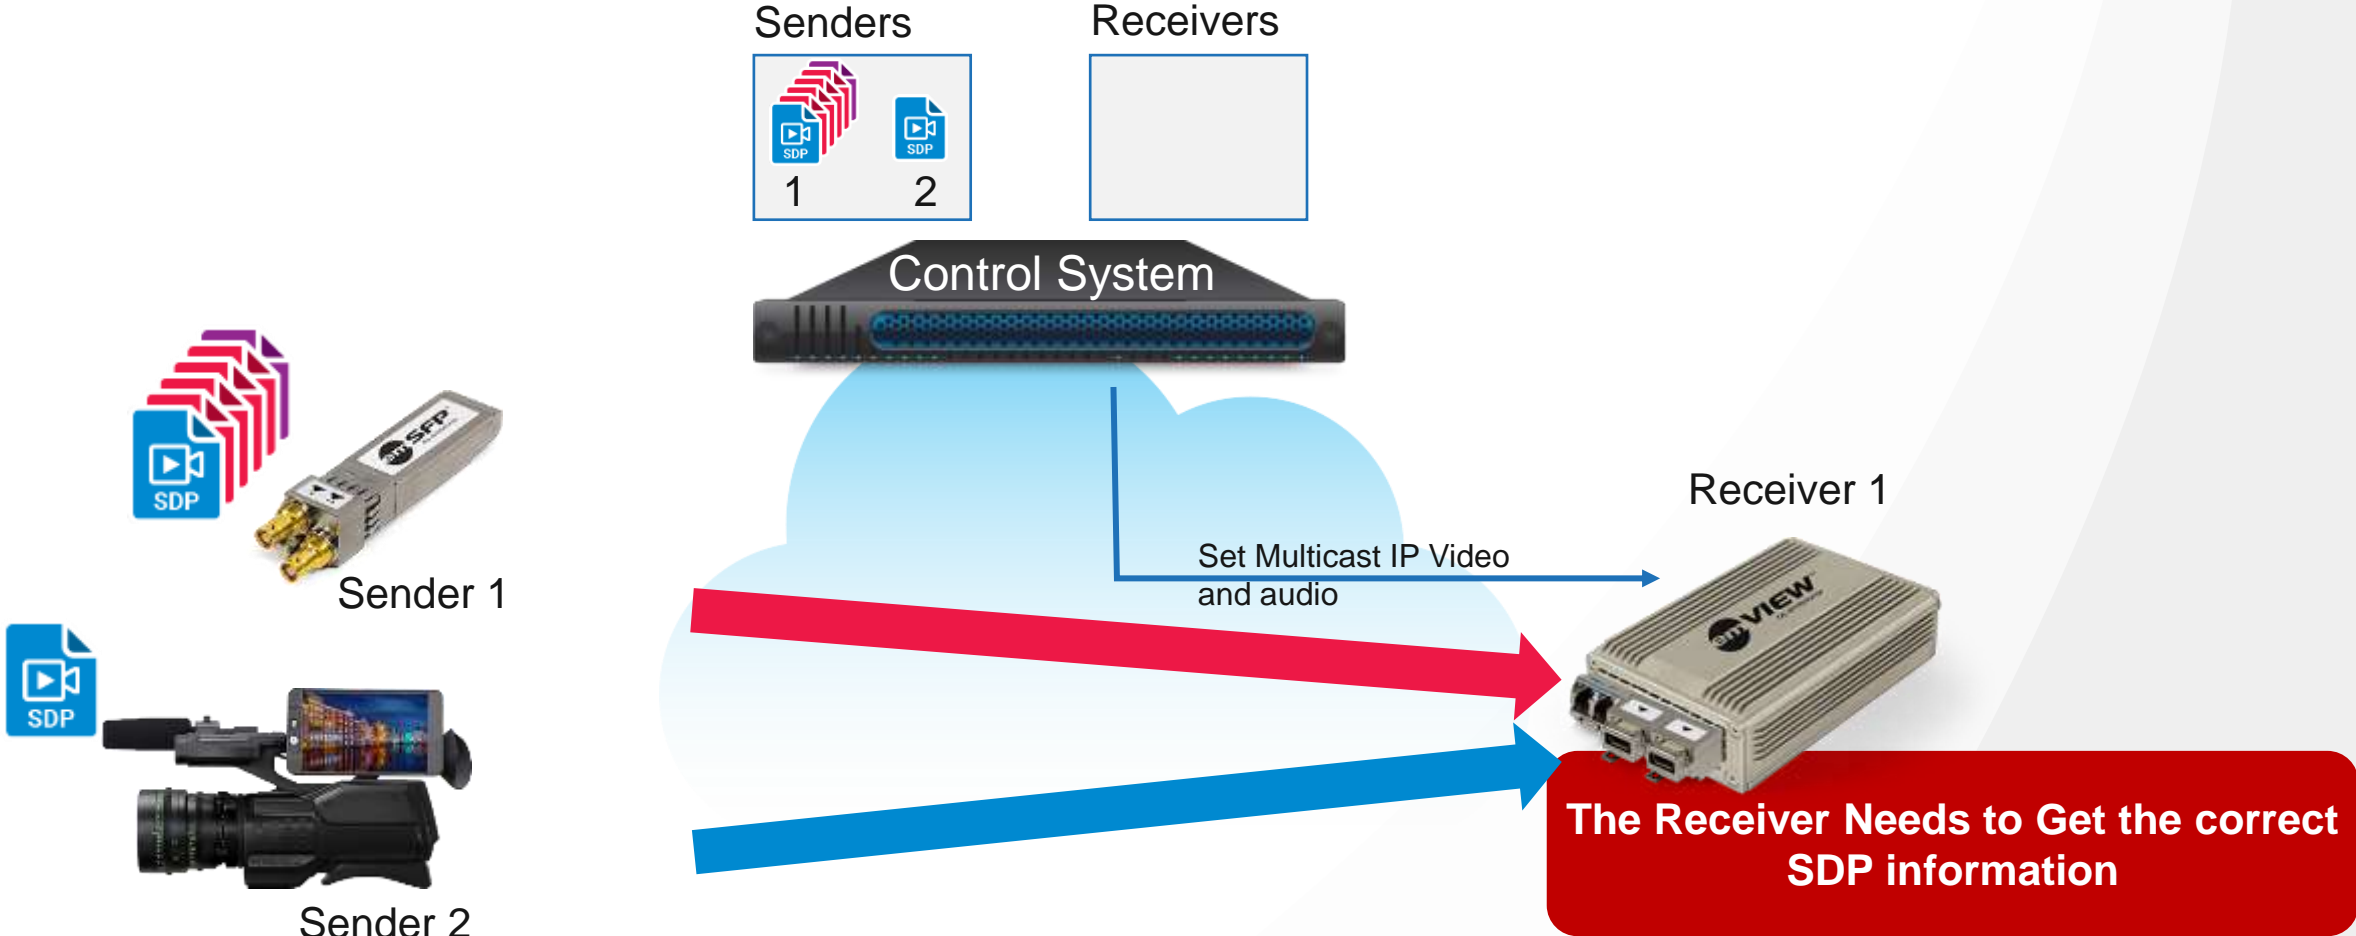 Senders
Receivers
SDP
SDP
1
2
Control System
SDP
SFP
Sender 1
Set Multicast IP Video
and audio
Receiver 1
em VIEW
SDP
Sender 2
The Receiver Needs to Get the correct
SDP information